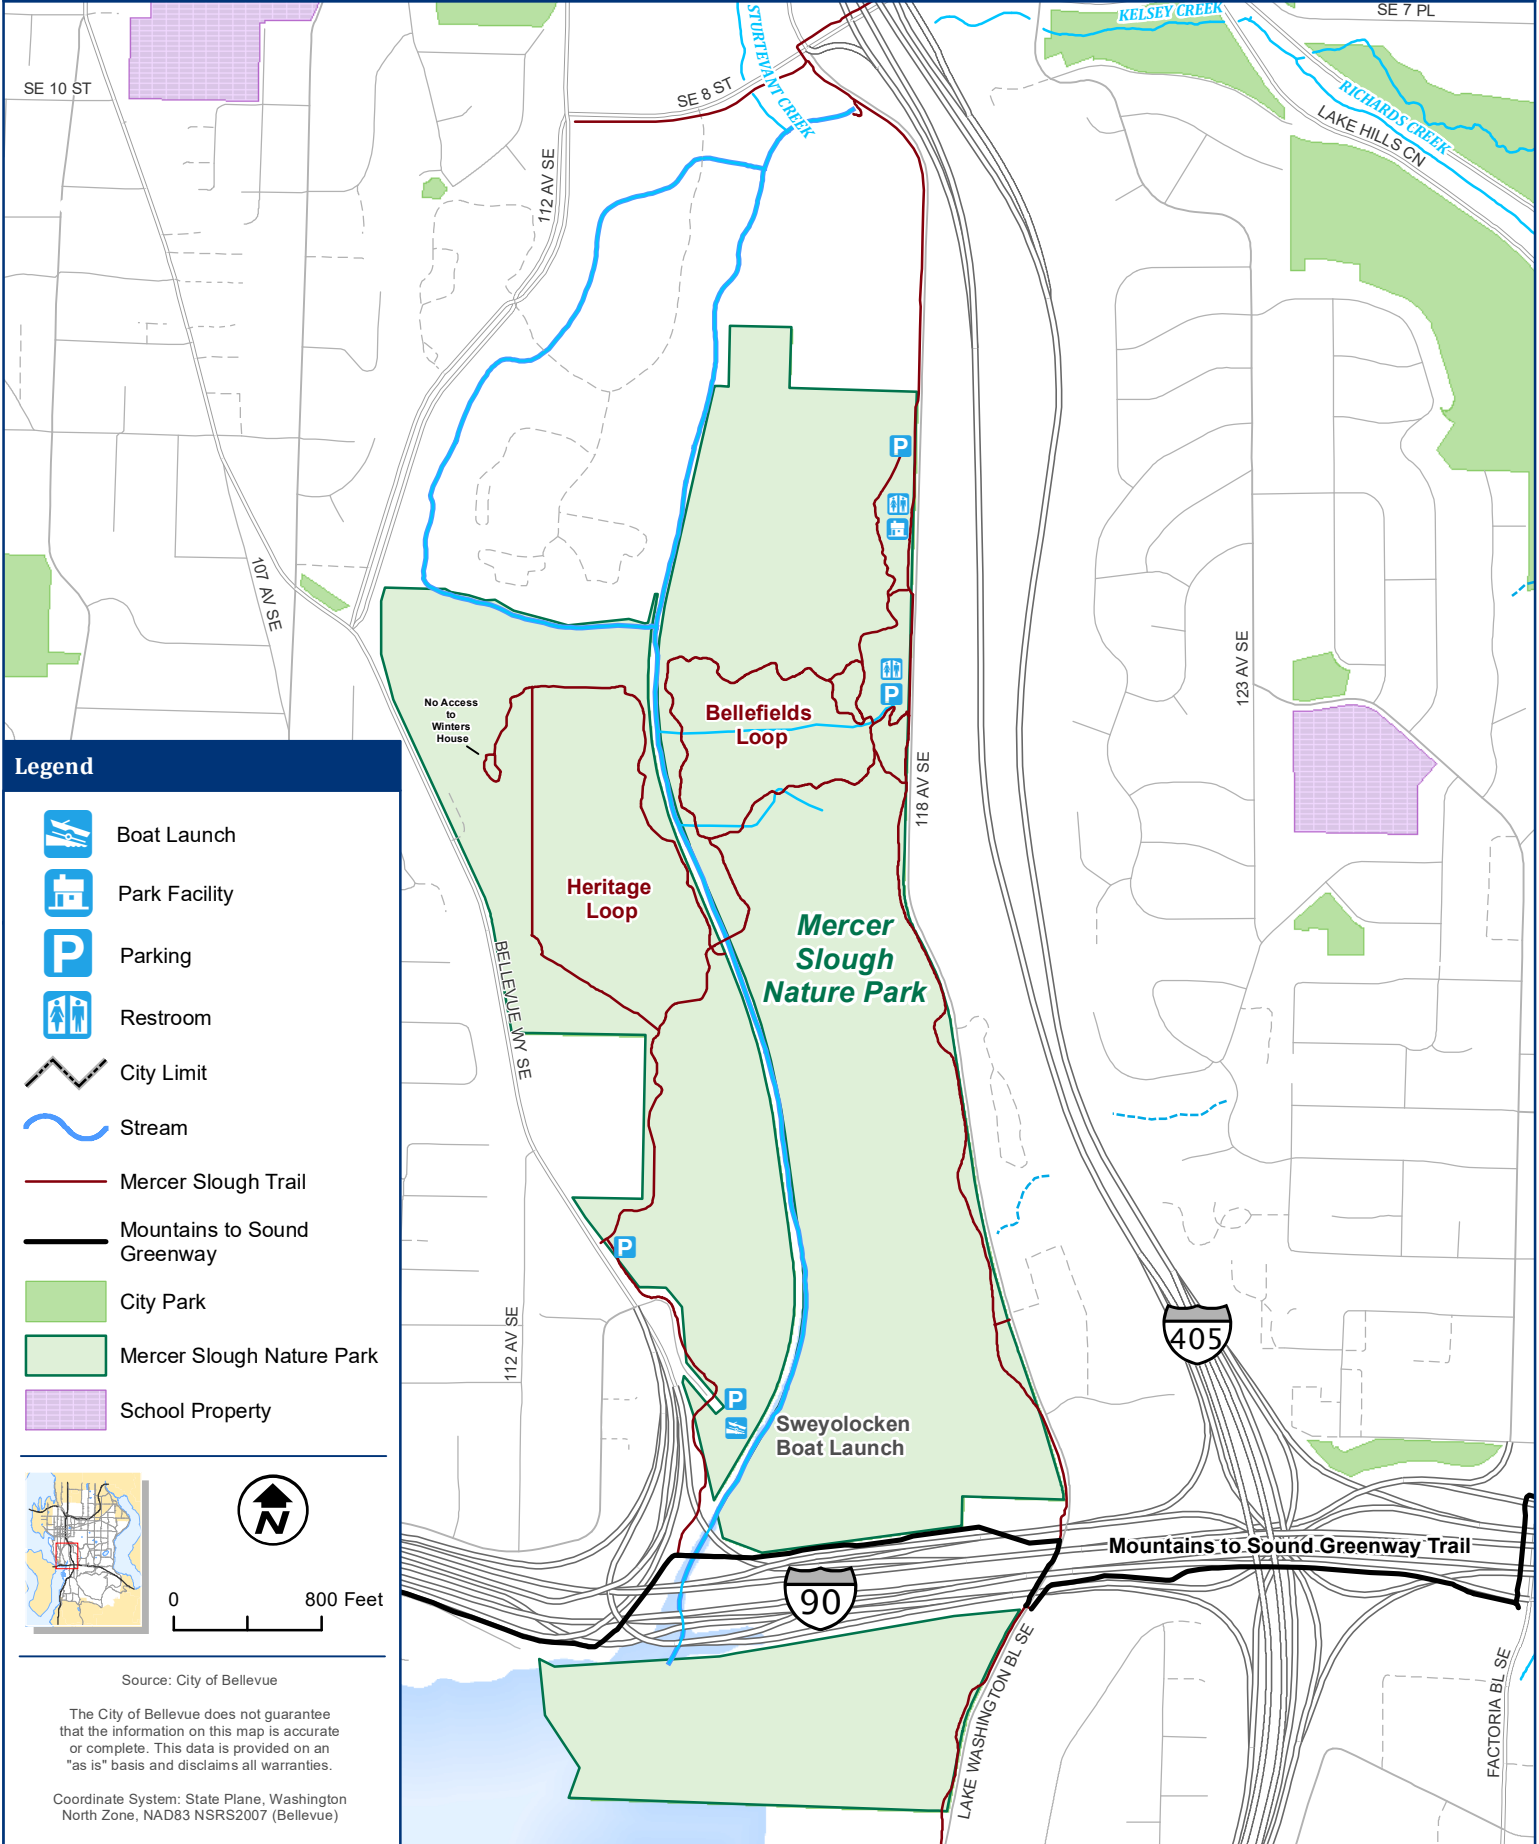 KELSEY CREEK
SE 7 PL
STURTEVANT CREEK
SE 10 ST
SE 8 ST
RICHARDS CREEK
LAKE HILLS CN
112 AV SE
P
107 AV SE
123 AV SE
P
No Access
to
Winters
House
Bellefields
Loop
118 AV SE
Heritage
Loop
Mercer
Slough
Nature Park
BELLEVUE WY SE
P
112 AV SE
405
P
Sweyolocken
Boat Launch
Mountains to Sound Greenway Trail
90
LAKE WASHINGTON BL SE
FACTORIA BL SE
Legend
Boat Launch
Park Facility
P
Parking
Restroom
City Limit
Stream
Mercer Slough Trail
Mountains to Sound
Greenway
City Park
Mercer Slough Nature Park
School Property
N
0
800 Feet
Source: City of Bellevue
The City of Bellevue does not guarantee
that the information on this map is accurate
or complete. This data is provided on an
"as is" basis and disclaims all warranties.
Coordinate System: State Plane, Washington
North Zone, NAD83 NSRS2007 (Bellevue)